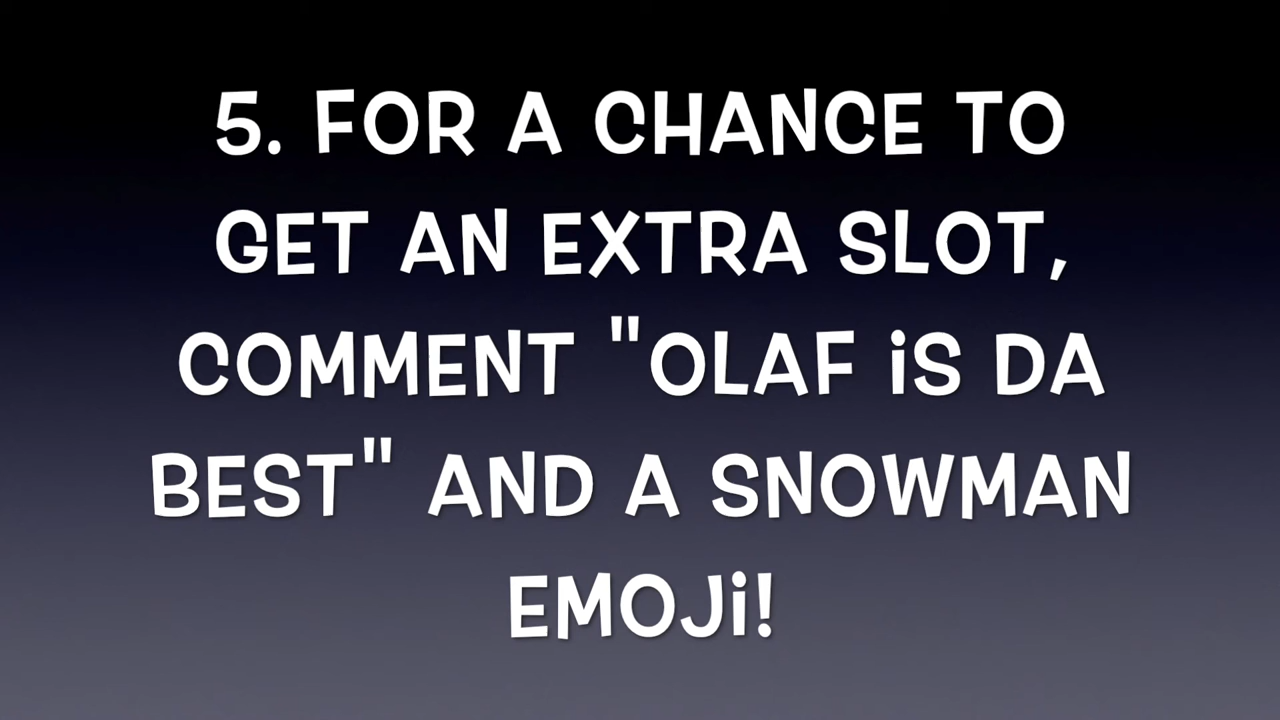 5. FOR A CHANCE TO
GET AN EXTRA SLOT,
COMMENT "OLAF iS DA
BEST" AND A SNOWMAN
EMOJi!